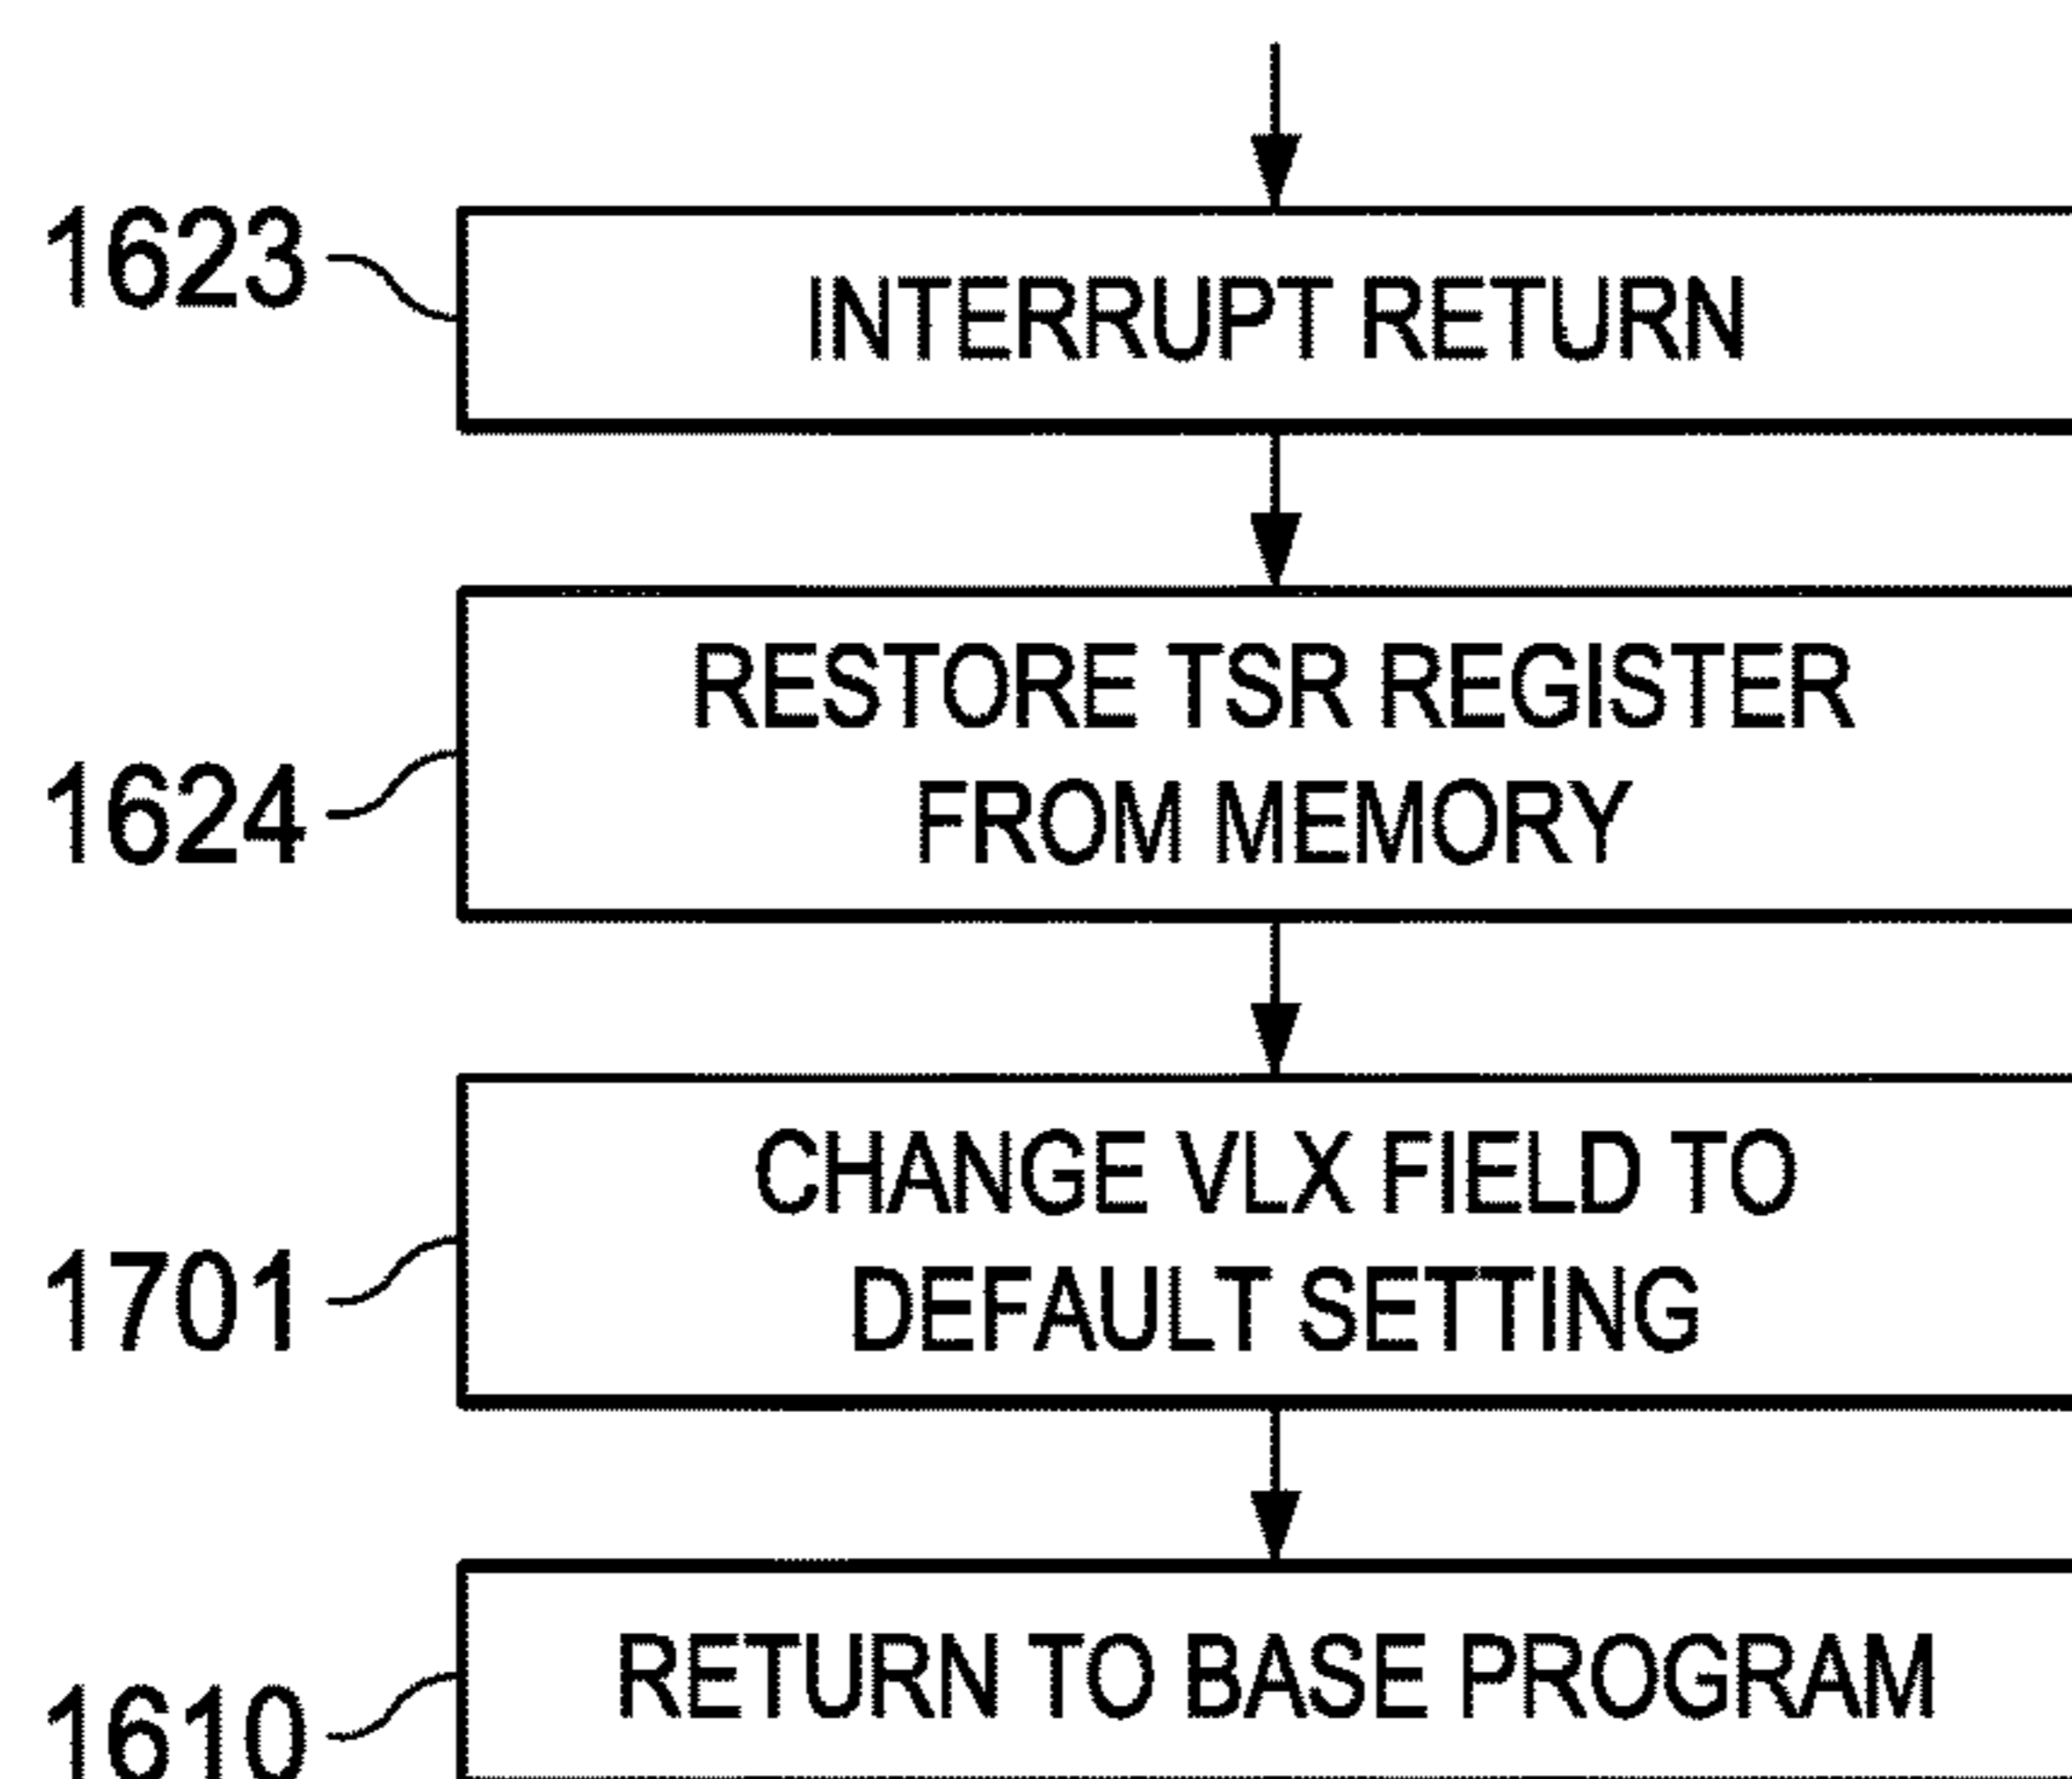 1623
INTERRUPT RETURN
RESTORE TSR REGISTER
FROM MEMORY
1624
CHANGE VLX FIELD TO
DEFAULT SETTING
1701
RETURN TO BASE PROGRAM
1610